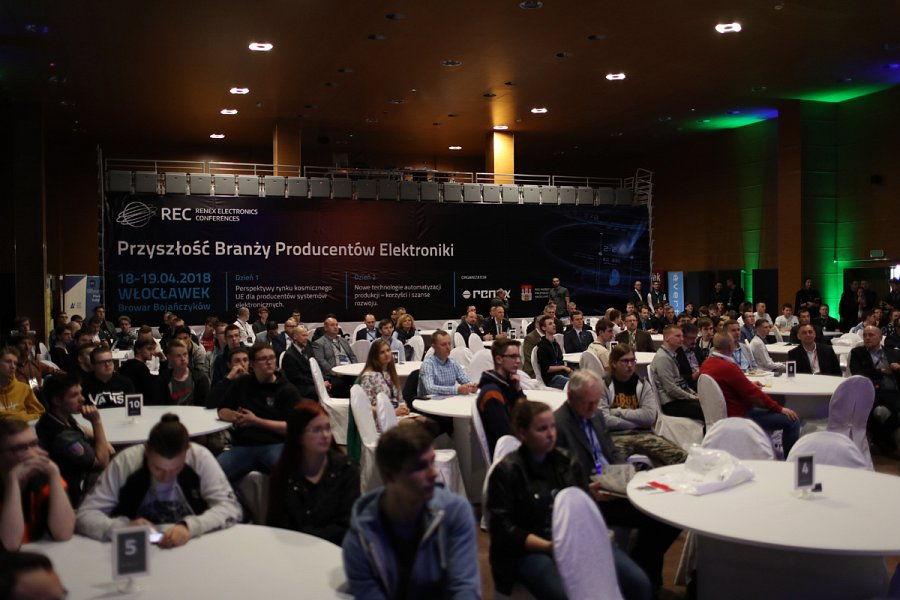 REC
RENEX ELECTRONICS
CONFERENCES
Przyszłość Branży Producentów Elektroniki
18-19.04.2018
WŁOCŁAWEK
Browar Bojańczyków
Dzień 1
Perspektywy rynku kosmicznego
UE dla producentów systemów
elektronicznych.
Dzień 2
Nowe technologie automatyzacji
produkcji – korzyści i szanse
rozwoju.
ORGANIZATOR
renex
10
5
4